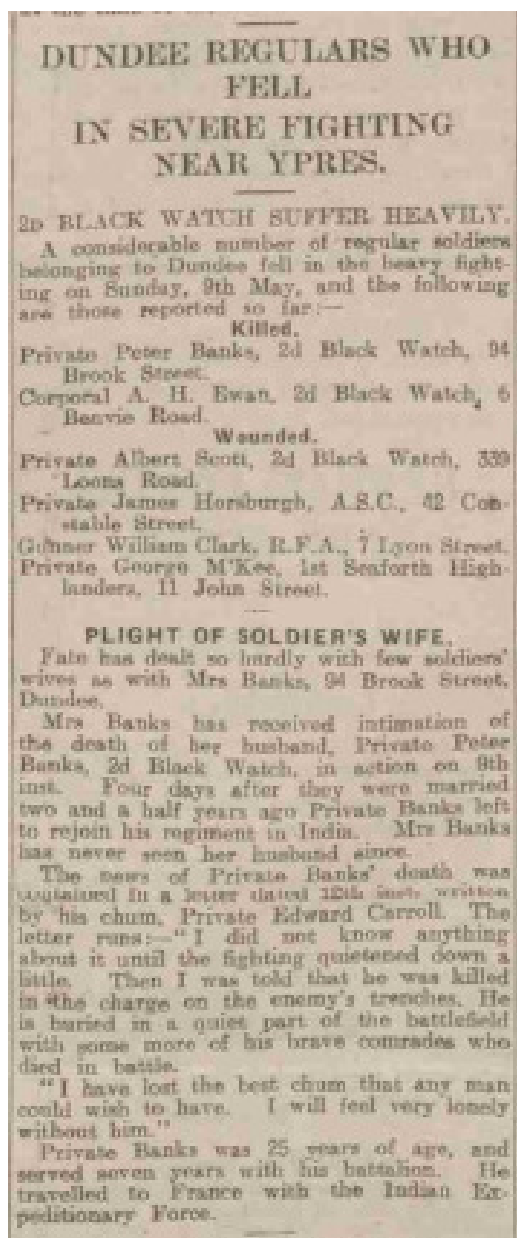 DUNDEE REGULARS WHO
FELL
IN SEVERE FIGHTING
NEAR YPRES.
2D BLACK WATCH SUFFER HEAVILY.
A considerable number of regular soldiers
belonging to Dundee fell in the heavy fight-
ing on Sunday, 9th May, and the following
are those reported so far:—
Killed.
Private Peter Banks, 2d Black Watch, 94
Brook Street.
Corporal A. H. Ewan, 2d Black Watch, 6
Benvie Road.
Wounded.
Private Albert Scott, 2d Black Watch, 339
Loons Road.
Private James Horsburgh, A.S.C., 42 Con-
stable Street.
Gunner William Clark, R.F.A., 7 Lyon Street.
Private George M'Kee, 1st Seaforth High-
landers, 11 John Street.
PLIGHT OF SOLDIER'S WIFE.
Fate has dealt so hardly with few soldiers'
wives as with Mrs Banks, 94 Brook Street,
Dundee.
Mrs Banks has received intimation of
the death of her husband, Private Peter
Banks, 2d Black Watch, in action on 9th
inst. Four days after they were married
two and a half years ago Private Banks left
to rejoin his regiment in India. Mrs Banks
has never seen her husband since.
The news of Private Banks' death was
contained in a letter dated 12th inst. written
by his chum, Private Edward Carroll. The
letter runs:—"I did not know anything
about it until the fighting quietened down a
little. Then I was told that he was killed
in the charge on the enemy's trenches. He
is buried in a quiet part of the battlefield
with some more of his brave comrades who
died in battle.
"I have lost the best chum that any man
could wish to have. I will feel very lonely
without him."
Private Banks was 25 years of age, and
served seven years with his battalion. He
travelled to France with the Indian Ex-
peditionary Force.